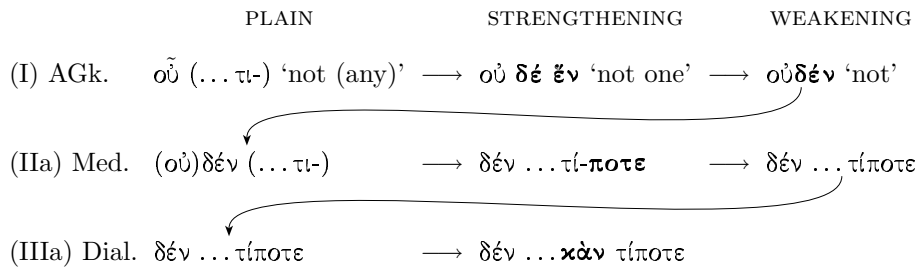 PLAIN STRENGTHENING WEAKENING
(I) AGk. οὖ (…τι-) ‘not (any)’ ⟶ οὐ δέ ἕν ‘not one’ ⟶ οὐδέν ‘not’
(IIa) Med. (οὐ)δέν (…τι-) ⟶ δέν …τί-ποτε ⟶ δέν …τίποτε
(IIIa) Dial. δέν …τίποτε ⟶ δέν …κὰν τίποτε